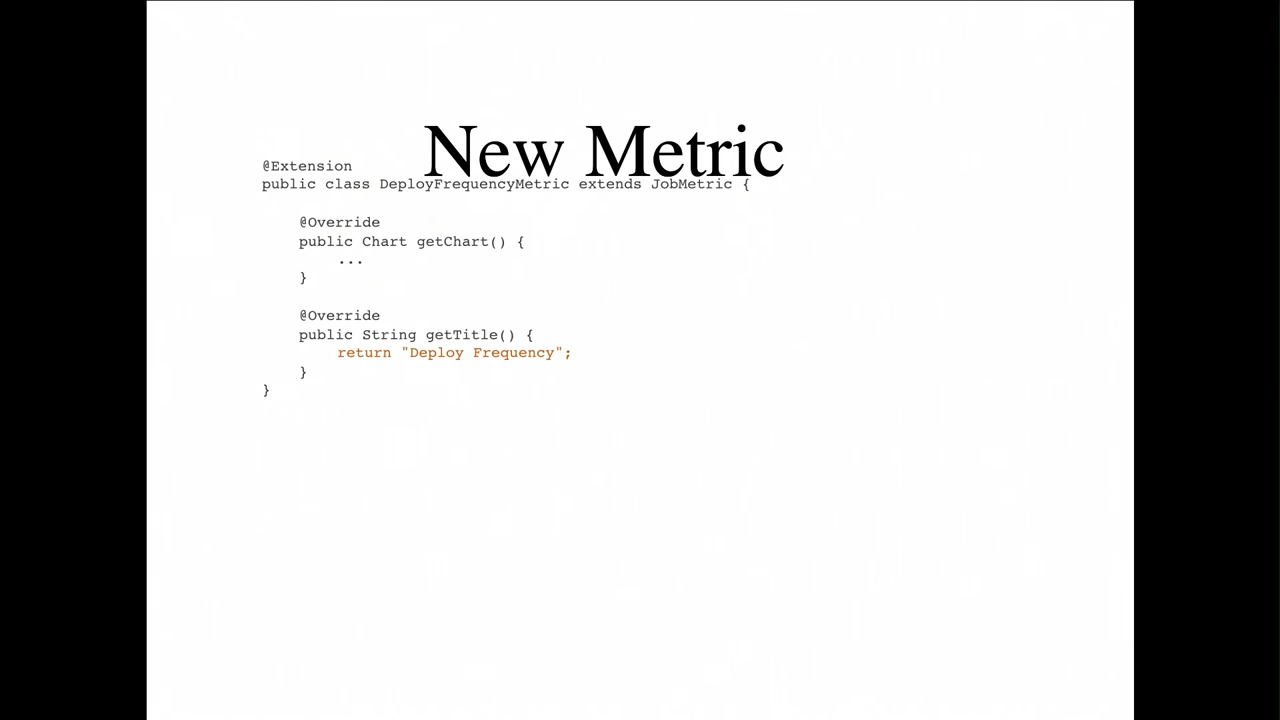 New Metric
@Extension
public class DeployFrequencyMetric extends JobMetric {
@Override
public Chart getChart() {
...
}
@Override
public String getTitle() {
return "Deploy Frequency";
}
}